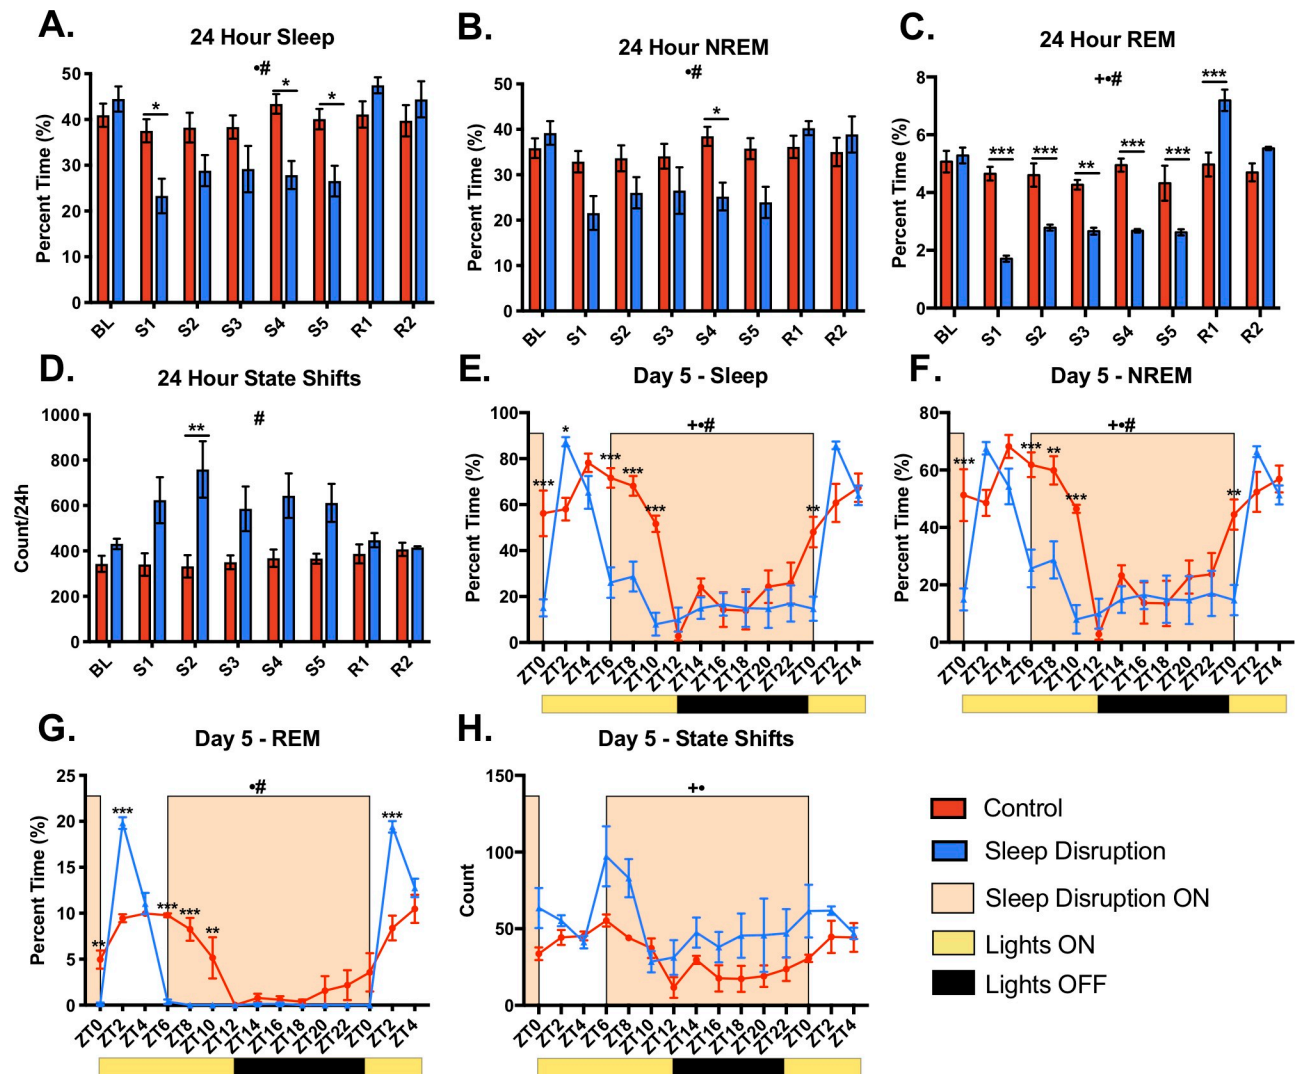 A.
24 Hour Sleep
•#
Percent Time (%)
50
40
30
20
10
0
*
*
*
BL S1 S2 S3 S4 S5 R1 R2
B.
24 Hour NREM
•#
Percent Time (%)
50
40
30
20
10
0
*
BL S1 S2 S3 S4 S5 R1 R2
C.
24 Hour REM
+•#
Percent Time (%)
8
6
4
2
0
*** *** ** *** *** ***
BL S1 S2 S3 S4 S5 R1 R2
D.
24 Hour State Shifts
#
Count/24h
1000
800
600
400
200
0
**
BL S1 S2 S3 S4 S5 R1 R2
E.
Day 5 - Sleep
+•#
Percent Time (%)
100
80
60
40
20
0
*** * *** *** *** **
ZT0 ZT2 ZT4 ZT6 ZT8 ZT10 ZT12 ZT14 ZT16 ZT18 ZT20 ZT22 ZT0 ZT2 ZT4
F.
Day 5 - NREM
+•#
Percent Time (%)
80
60
40
20
0
*** *** ** *** **
ZT0 ZT2 ZT4 ZT6 ZT8 ZT10 ZT12 ZT14 ZT16 ZT18 ZT20 ZT22 ZT0 ZT2 ZT4
G.
Day 5 - REM
•#
Percent Time (%)
25
20
15
10
5
0
** *** *** *** ** ***
ZT0 ZT2 ZT4 ZT6 ZT8 ZT10 ZT12 ZT14 ZT16 ZT18 ZT20 ZT22 ZT0 ZT2 ZT4
H.
Day 5 - State Shifts
+•
Count
150
100
50
0
ZT0 ZT2 ZT4 ZT6 ZT8 ZT10 ZT12 ZT14 ZT16 ZT18 ZT20 ZT22 ZT0 ZT2 ZT4
Control
Sleep Disruption
Sleep Disruption ON
Lights ON
Lights OFF